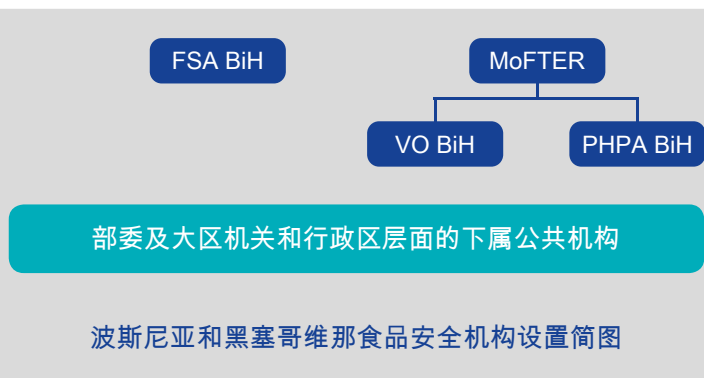 FSA BiH
MoFTER
VO BiH
PHPA BiH
部委及大区机关和行政区层面的下属公共机构
波斯尼亚和黑塞哥维那食品安全机构设置简图